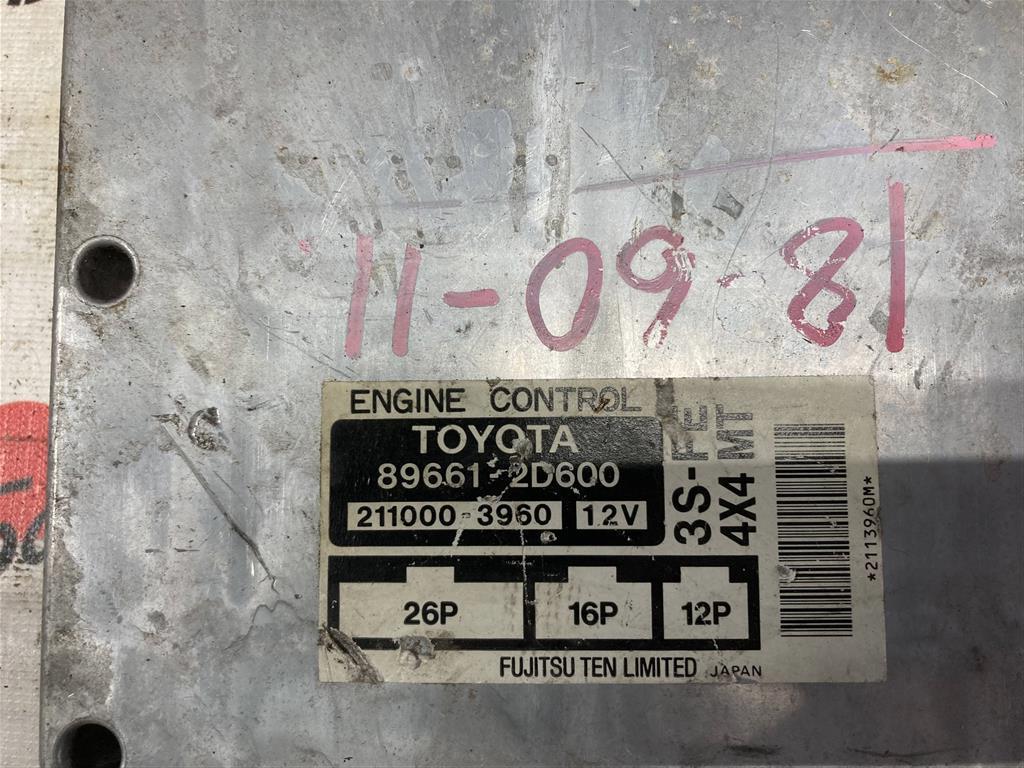 11-09-81
ENGINE CONTROL
TOYOTA
89661-2D600
211000-3960 12V
3S-FE
4X4 MT
26P 16P 12P
*2113960M*
FUJITSU TEN LIMITED JAPAN